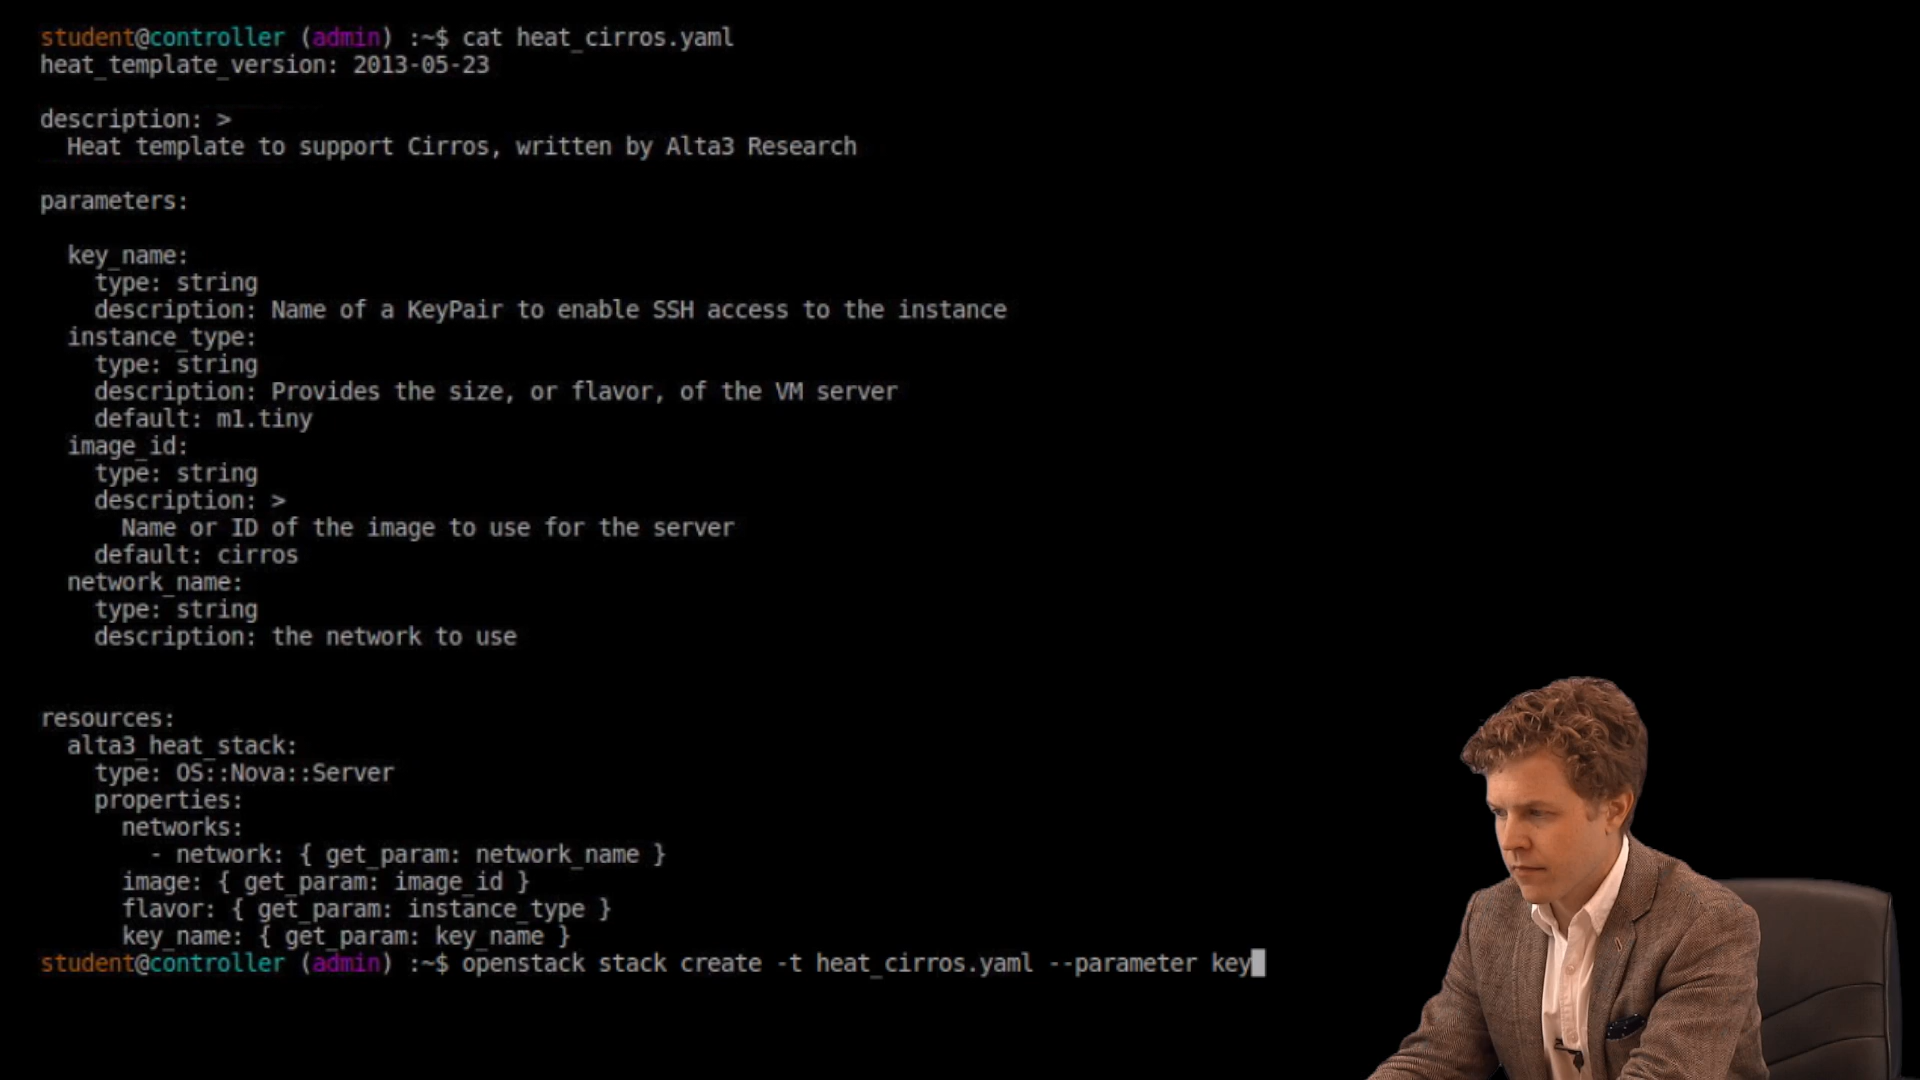 student@controller (admin) :~$ cat heat_cirros.yaml
heat_template_version: 2013-05-23
description: >
  Heat template to support Cirros, written by Alta3 Research
parameters:
  key_name:
    type: string
    description: Name of a KeyPair to enable SSH access to the instance
  instance_type:
    type: string
    description: Provides the size, or flavor, of the VM server
    default: m1.tiny
  image_id:
    type: string
    description: >
      Name or ID of the image to use for the server
    default: cirros
  network_name:
    type: string
    description: the network to use
resources:
  alta3_heat_stack:
    type: OS::Nova::Server
    properties:
      networks:
        - network: { get_param: network_name }
      image: { get_param: image_id }
      flavor: { get_param: instance_type }
      key_name: { get_param: key_name }
student@controller (admin) :~$ openstack stack create -t heat_cirros.yaml --parameter key